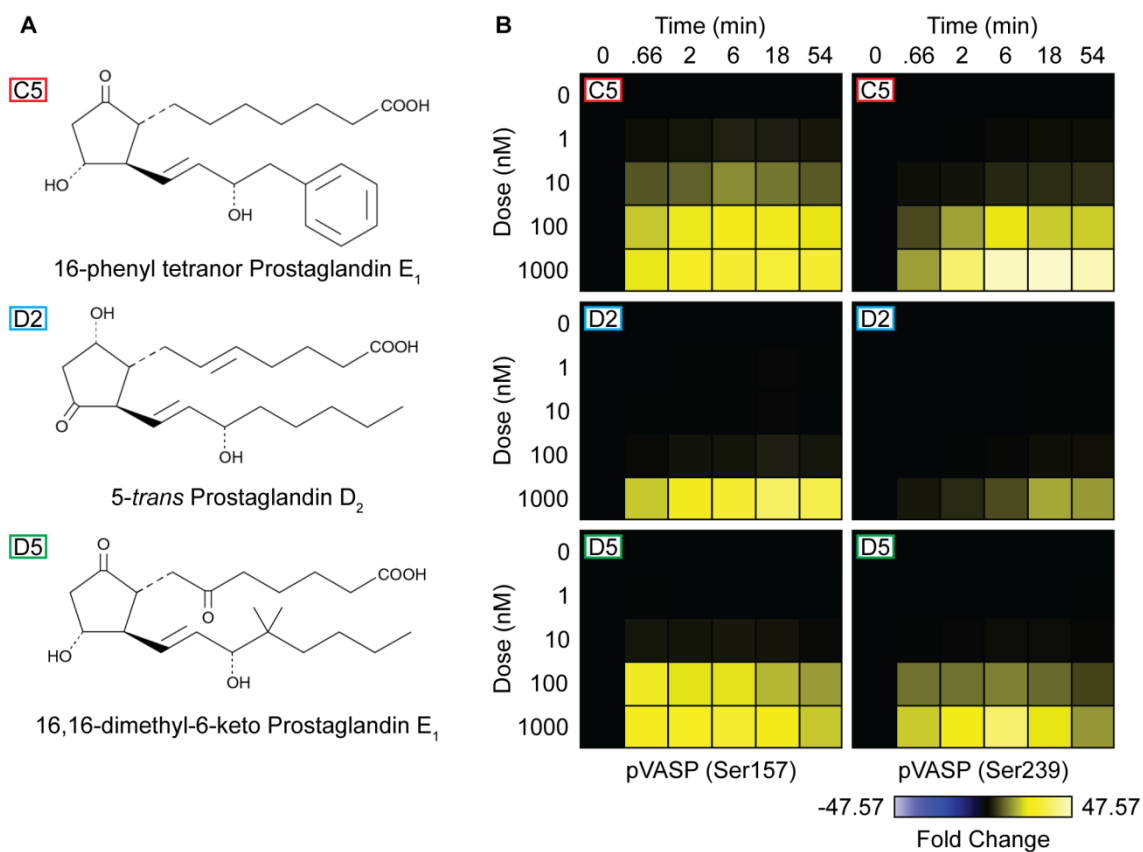 A
C5
O
COOH
HO
OH
16-phenyl tetranor Prostaglandin E1
D2
OH
COOH
O
OH
5-trans Prostaglandin D2
D5
O
COOH
O
HO
OH
16,16-dimethyl-6-keto Prostaglandin E1
B
Time (min) Time (min)
0 .66 2 6 18 54 0 .66 2 6 18 54
Dose (nM)
0
1
10
100
1000
C5 C5
Dose (nM)
0
1
10
100
1000
D2 D2
Dose (nM)
0
1
10
100
1000
D5 D5
pVASP (Ser157) pVASP (Ser239)
-47.57 47.57
Fold Change